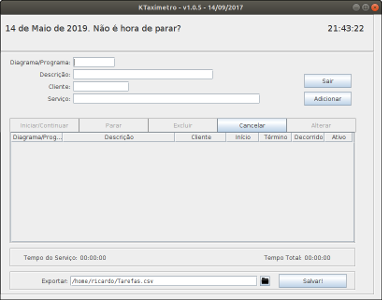 KTaximetro - v1.0.5 - 14/09/2017
14 de Maio de 2019. Não é hora de parar? 21:43:22
Diagrama/Programa:
Descrição:
Cliente:
Serviço:
Sair
Adicionar
Iniciar/Continuar Parar Excluir Cancelar Alterar
Diagrama/Prog... Descrição Cliente Início Término Decorrido Ativo
Tempo do Serviço: 00:00:00 Tempo Total: 00:00:00
Exportar: /home/ricardo/Tarefas.csv Salvar!